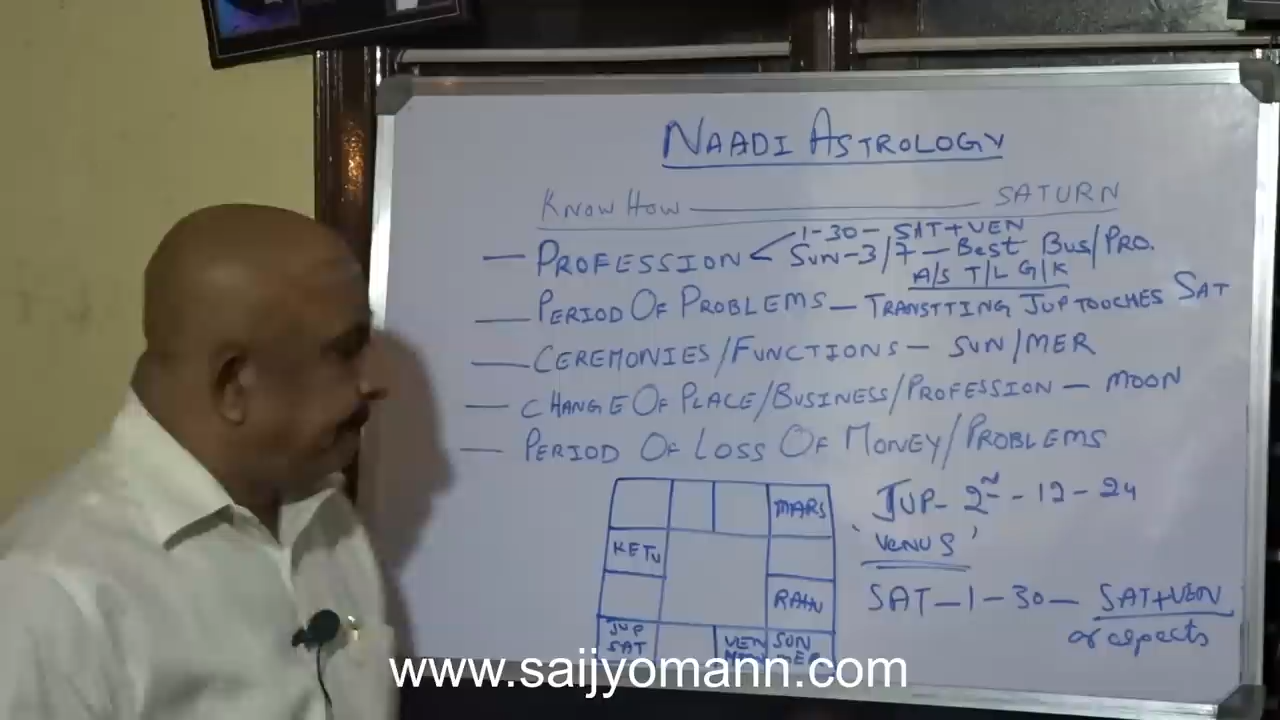 NAADI ASTROLOGY
KNOW HOW ——— SATURN
1-30- SAT+VEN
— PROFESSION < SUN-3/7-BEST BUS/PRO.
A/S T/L G/K
— PERIOD OF PROBLEMS - TRANSTTING JUP TOUCHES SAT
— CEREMONIES/FUNCTIONS - SUN/MER
— CHANGE OF PLACE/BUSINESS/PROFESSION - MOON
— PERIOD OF LOSS OF MONEY/PROBLEMS
MARS
KETU
RAHU
JUP
SAT
VEN
SUN
JUP- 2 - 12 - 24
'VENUS'
SAT-1-30- SAT+VEN
or aspects
www.saijyomann.com